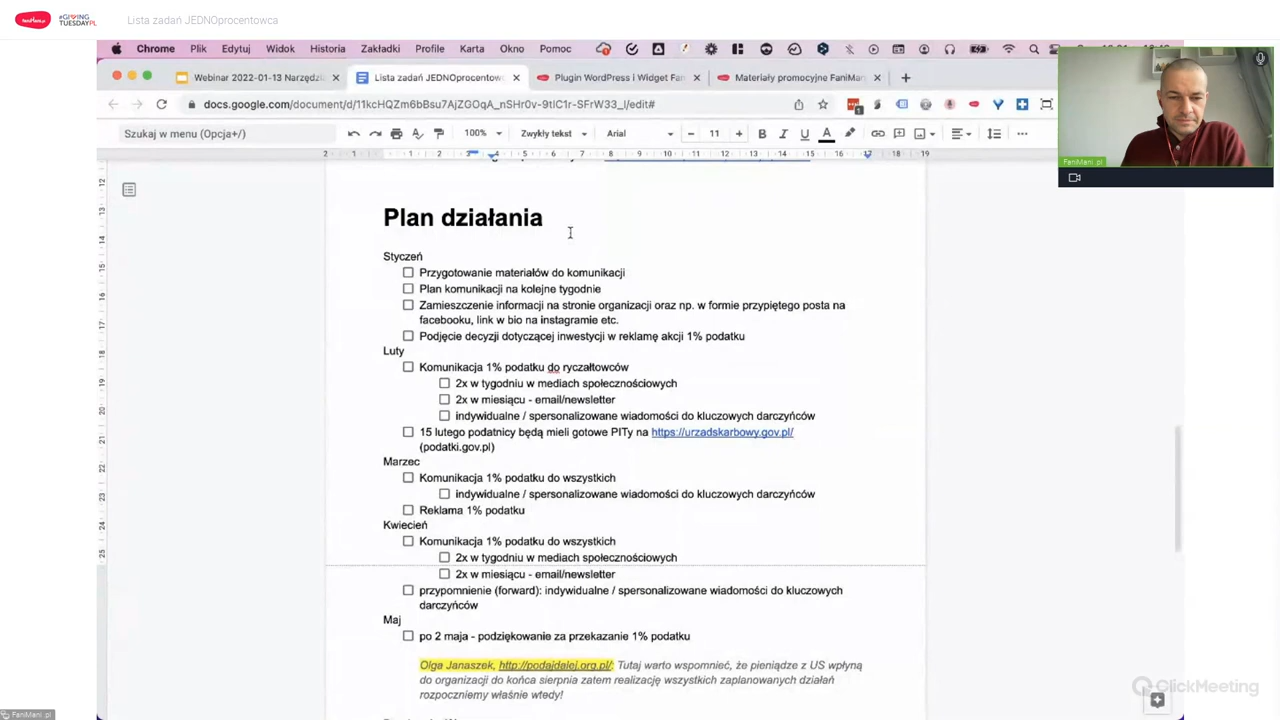 FaniMani.pl #GIVING TUESDAYPL Lista zadań JEDNOprocentowca
Chrome Plik Edytuj Widok Historia Zakładki Profile Karta Okno Pomoc
Webinar 2022-01-13 Narzędzi Lista zadań JEDNOprocentow Plugin WordPress i Widget Fan Materiały promocyjne FaniMan
docs.google.com/document/d/11kcHQZm6bBsu7AjZGOqA_nSHr0v-9tlC1r-SFrW33_I/edit#
Szukaj w menu (Opcja+/) 100% Zwykły tekst Arial 11
FaniMani .pl
Plan działania
Styczeń
Przygotowanie materiałów do komunikacji
Plan komunikacji na kolejne tygodnie
Zamieszczenie informacji na stronie organizacji oraz np. w formie przypiętego posta na
facebooku, link w bio na instagramie etc.
Podjęcie decyzji dotyczącej inwestycji w reklamę akcji 1% podatku
Luty
Komunikacja 1% podatku do ryczałtowców
2x w tygodniu w mediach społecznościowych
2x w miesiącu - email/newsletter
indywidualne / spersonalizowane wiadomości do kluczowych darczyńców
15 lutego podatnicy będą mieli gotowe PITy na https://urzadskarbowy.gov.pl/
(podatki.gov.pl)
Marzec
Komunikacja 1% podatku do wszystkich
indywidualne / spersonalizowane wiadomości do kluczowych darczyńców
Reklama 1% podatku
Kwiecień
Komunikacja 1% podatku do wszystkich
2x w tygodniu w mediach społecznościowych
2x w miesiącu - email/newsletter
przypomnienie (forward): indywidualne / spersonalizowane wiadomości do kluczowych
darczyńców
Maj
po 2 maja - podziękowanie za przekazanie 1% podatku
Olga Janaszek, http://podajdalej.org.pl/: Tutaj warto wspomnieć, że pieniądze z US wpłyną
do organizacji do końca sierpnia zatem realizację wszystkich zaplanowanych działań
rozpoczniemy właśnie wtedy!
ClickMeeting
FaniMani .pl